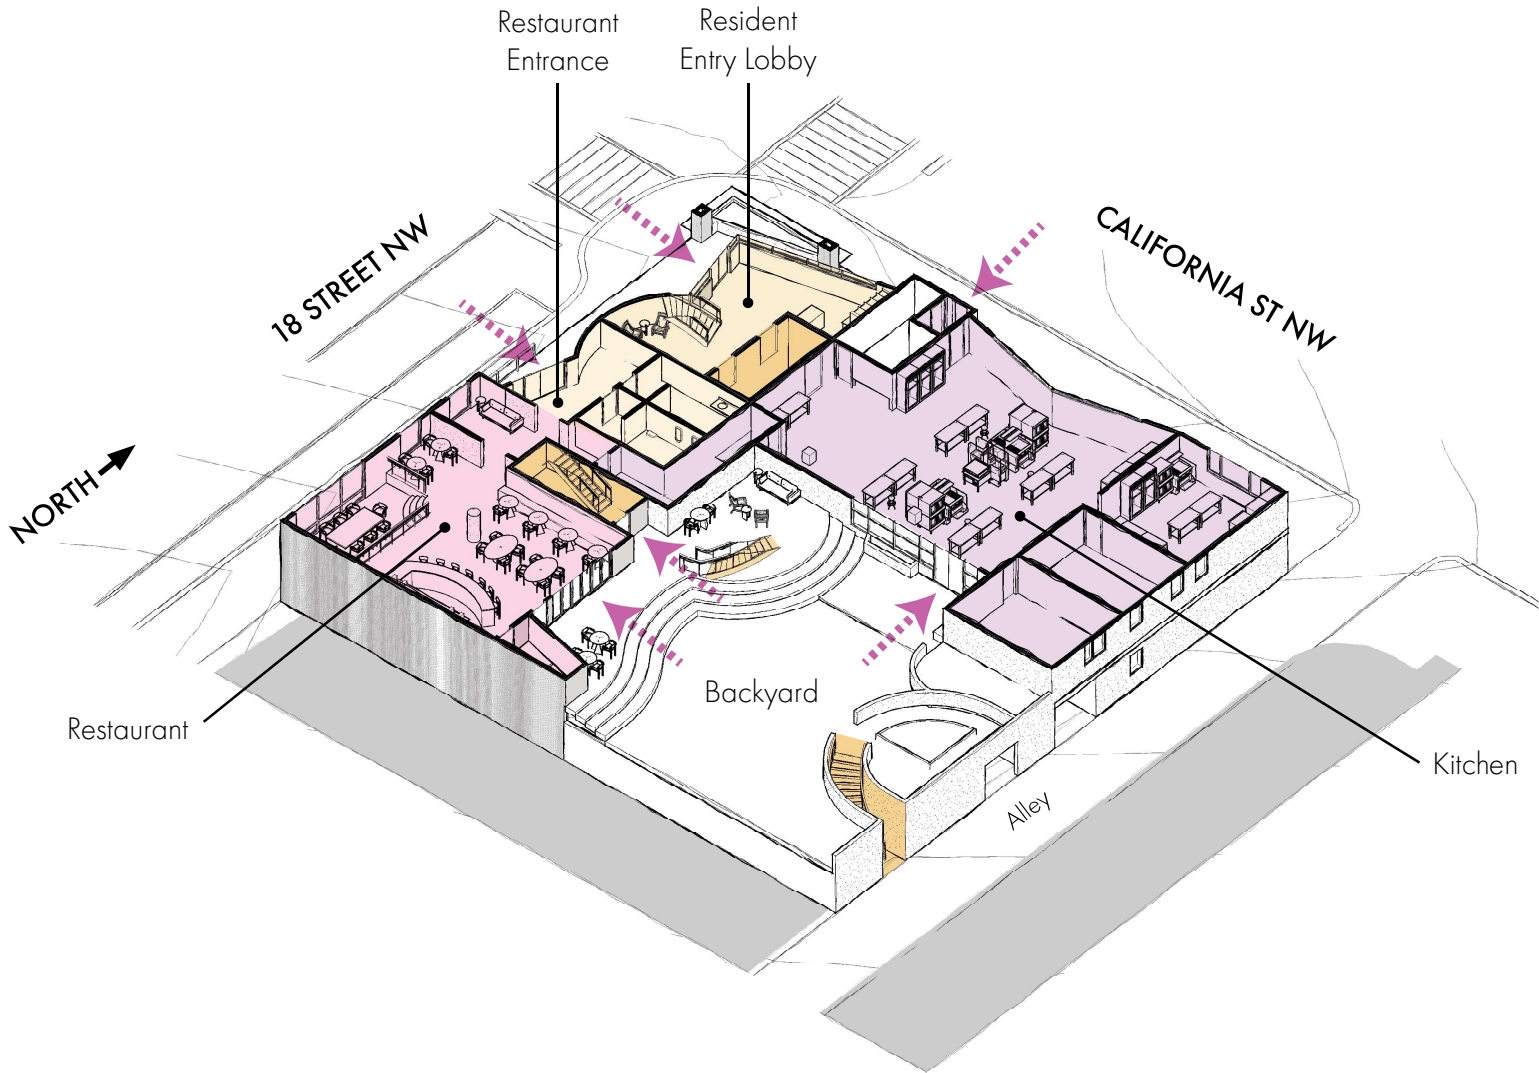 Restaurant
Entrance
Resident
Entry Lobby
18 STREET NW
CALIFORNIA ST NW
NORTH
Restaurant
Backyard
Kitchen
Alley